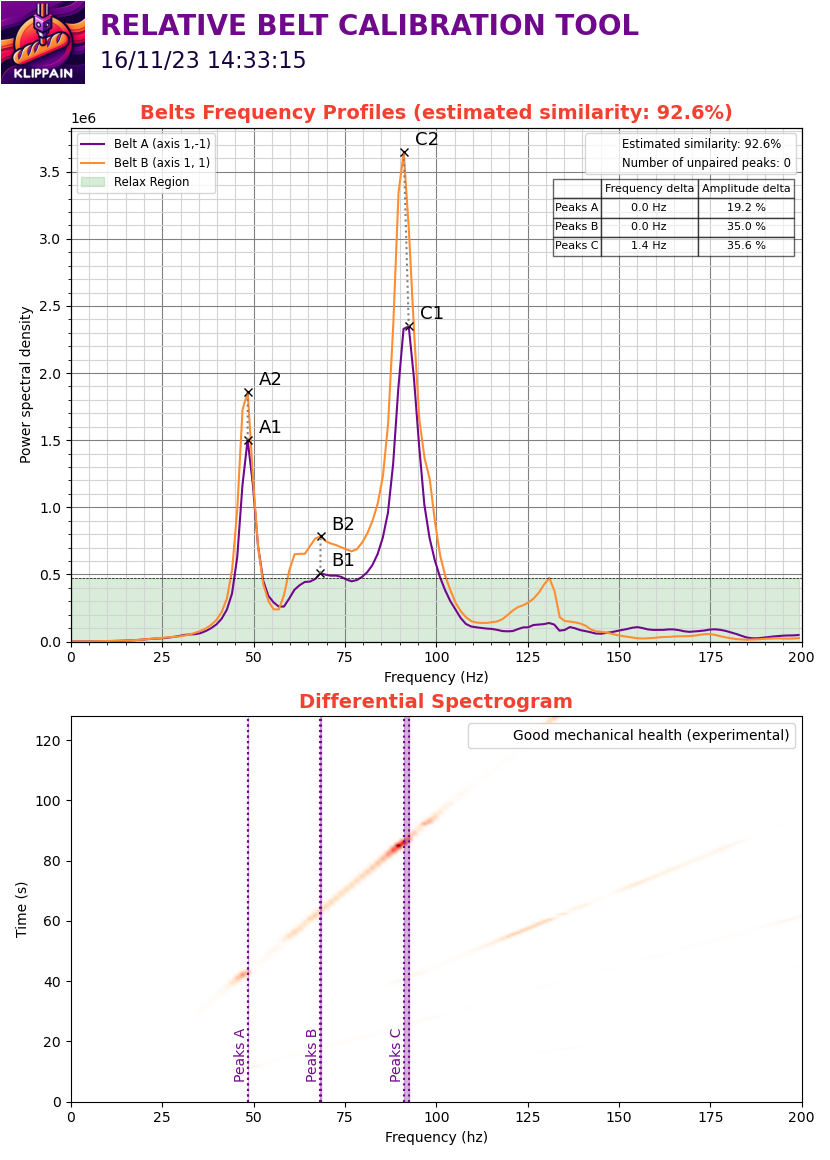 KLIPPAIN
RELATIVE BELT CALIBRATION TOOL
16/11/23 14:33:15
Belts Frequency Profiles (estimated similarity: 92.6%)
1e6
Belt A (axis 1,-1)
Belt B (axis 1, 1)
Relax Region
Estimated similarity: 92.6%
Number of unpaired peaks: 0
Frequency delta Amplitude delta
Peaks A 0.0 Hz 19.2 %
Peaks B 0.0 Hz 35.0 %
Peaks C 1.4 Hz 35.6 %
C2
C1
A2
A1
B2
B1
3.5
3.0
2.5
2.0
1.5
1.0
0.5
0.0
Power spectral density
0 25 50 75 100 125 150 175 200
Frequency (Hz)
Differential Spectrogram
Good mechanical health (experimental)
120
100
80
60
40
20
0
Time (s)
Peaks A
Peaks B
Peaks C
0 25 50 75 100 125 150 175 200
Frequency (hz)